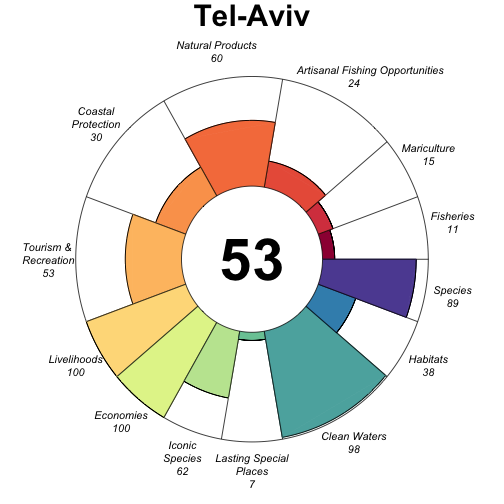 Tel-Aviv
Natural Products
60
Artisanal Fishing Opportunities
24
Coastal
Protection
30
Mariculture
15
Fisheries
11
Tourism &
Recreation
53
53
Species
89
Livelihoods
100
Habitats
38
Economies
100
Clean Waters
98
Iconic
Species
62
Lasting Special
Places
7